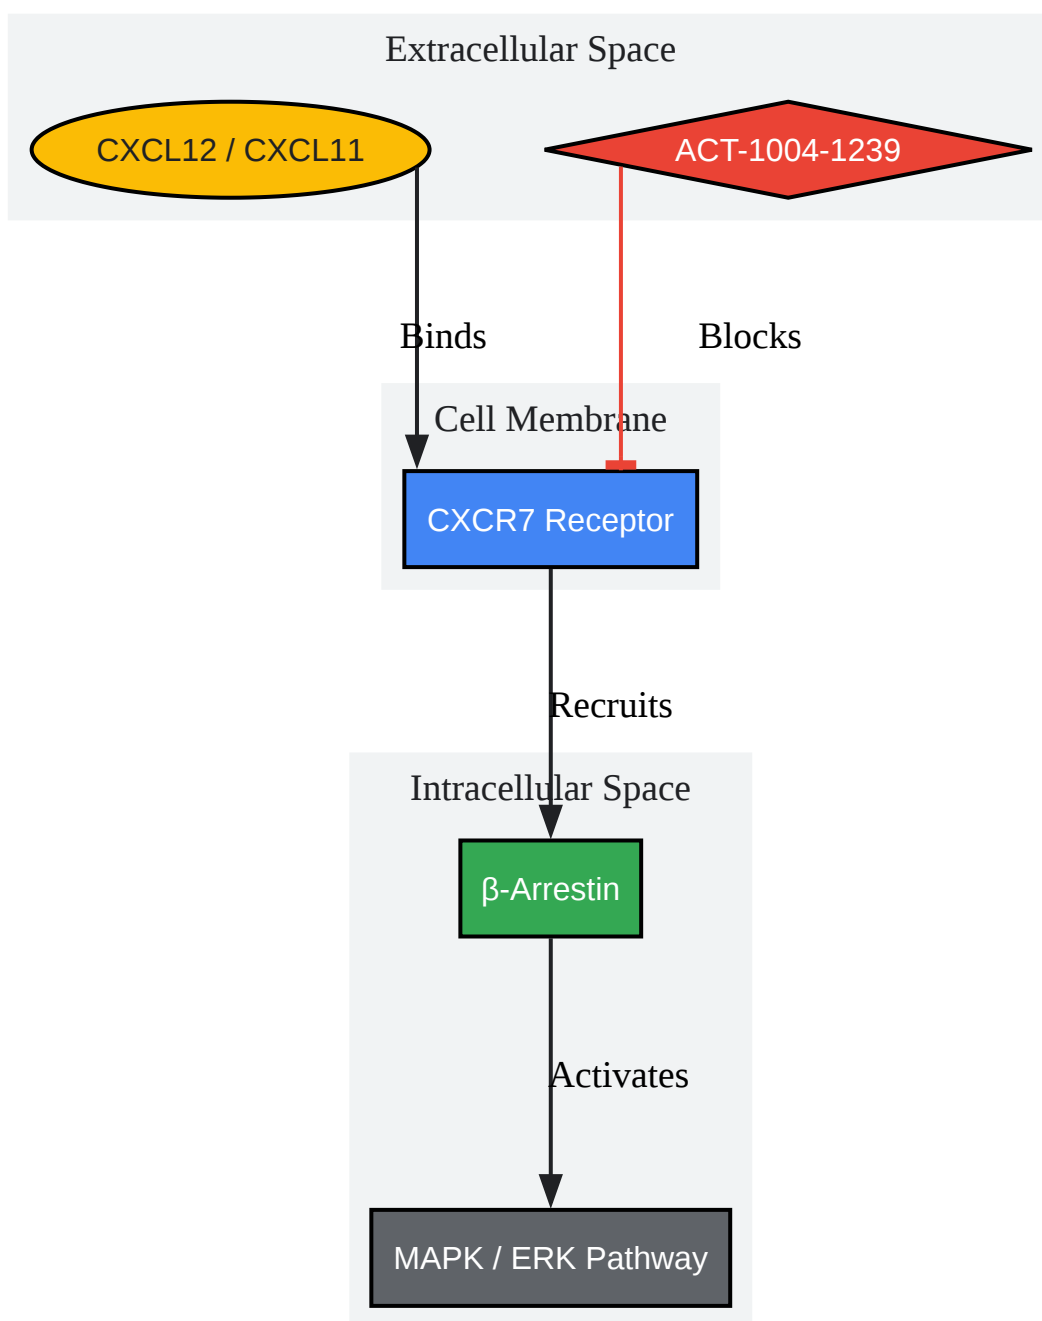 Extracellular Space
CXCL12 / CXCL11
ACT-1004-1239
Binds
Blocks
Cell Membrane
CXCR7 Receptor
Recruits
Intracellular Space
β-Arrestin
Activates
MAPK / ERK Pathway